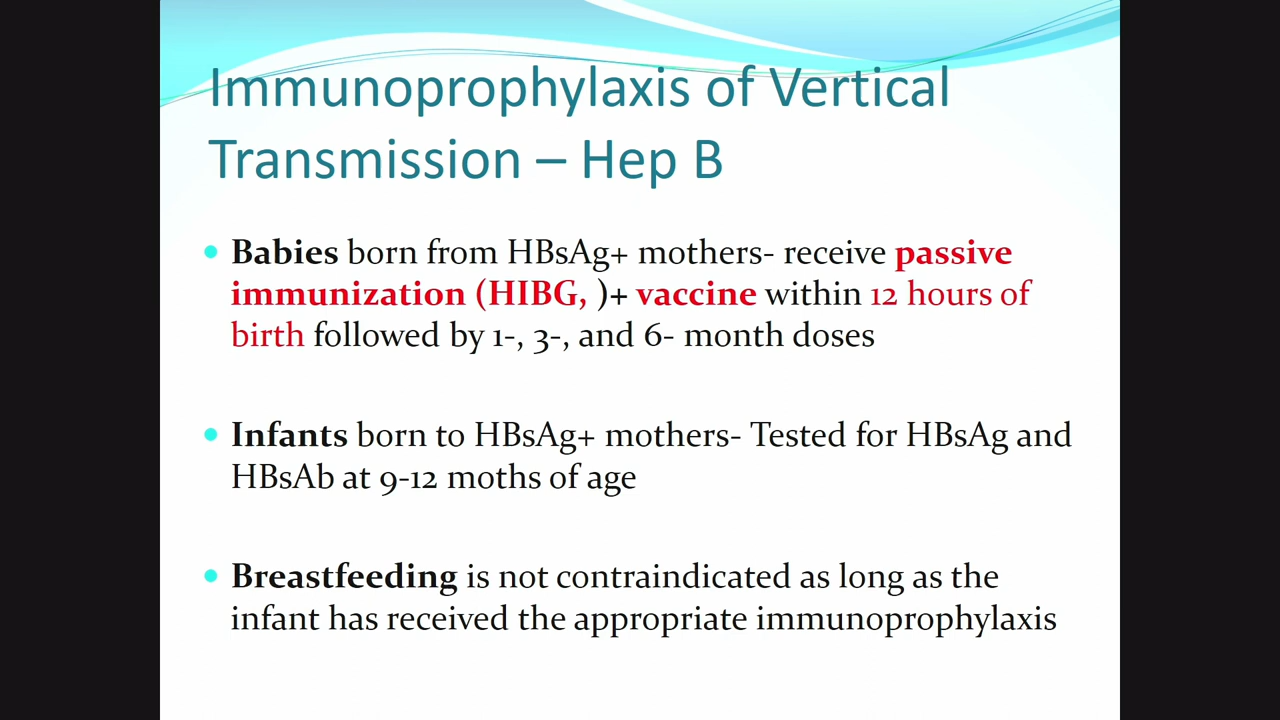 Immunoprophylaxis of Vertical
Transmission – Hep B
Babies born from HBsAg+ mothers- receive passive
immunization (HIBG, )+ vaccine within 12 hours of
birth followed by 1-, 3-, and 6- month doses
Infants born to HBsAg+ mothers- Tested for HBsAg and
HBsAb at 9-12 moths of age
Breastfeeding is not contraindicated as long as the
infant has received the appropriate immunoprophylaxis